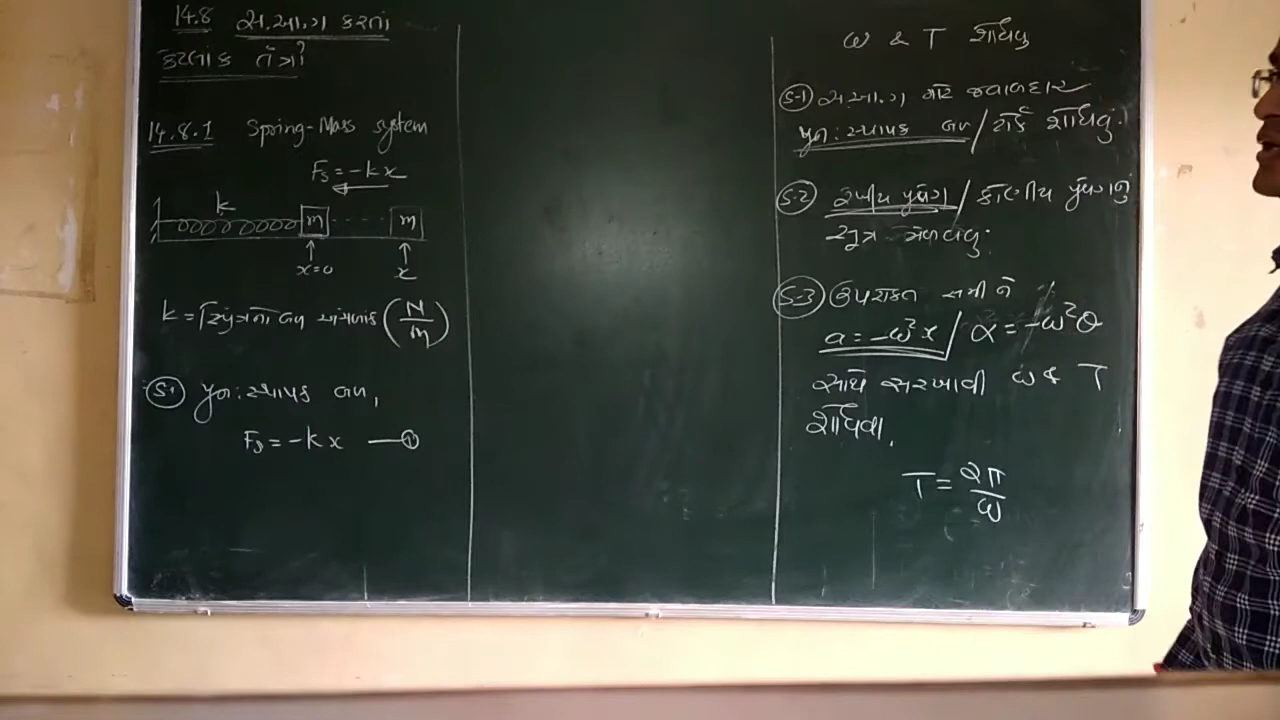 14.8 સ.આ.ગ કરતાં
કેટલાંક તંત્રો
14.8.1 Spring-Mass system
Fs = -kx
k
m m
x=0 x
k = સ્પ્રિંગનો બળ અચળાંક (N/m)
S-1 પુનઃસ્થાપક બળ,
Fs = -kx —①
ω & T શોધવું
S-1 સ.આ.ગ માટે જવાબદાર
પુનઃસ્થાપક બળ / ટોર્ક શોધવું.
S-2 રેખીય પ્રવેગ / કોણીય પ્રવેગનું
સૂત્ર મેળવવું.
S-3 ઉપરોક્ત સમી ને
a = -ω²x / α = -ω²θ
સાથે સરખાવી ω & T
શોધવા.
T = 2π/ω